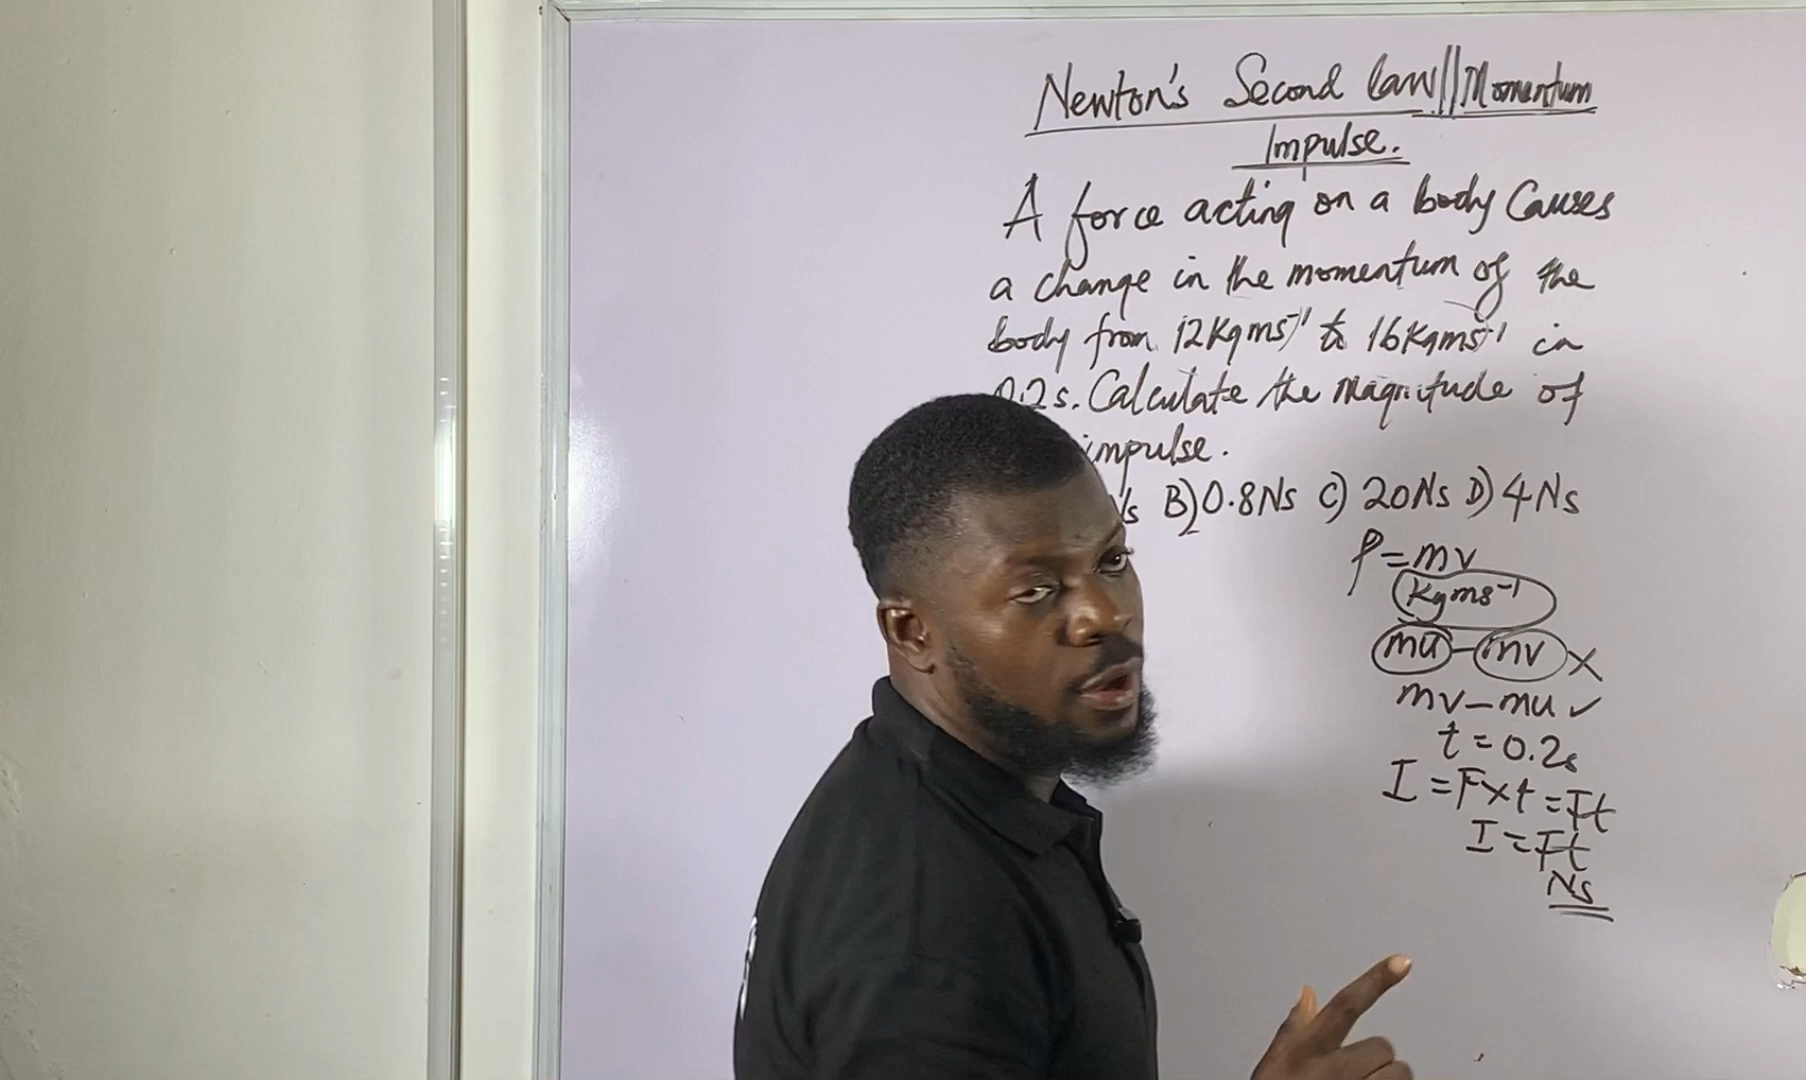 Newton's Second law||Momentum
Impulse.
A force acting on a body Causes
a change in the momentum of the
body from 12Kgms⁻¹ to 16Kgms⁻¹ in
0.2s. Calculate the magnitude of
impulse.
B) 0.8Ns C) 20Ns D) 4Ns
P=mv
Kgms⁻¹
mu-mv ×
mv-mu ✓
t=0.2s
I=F×t=Ft
I=Ft
Ns